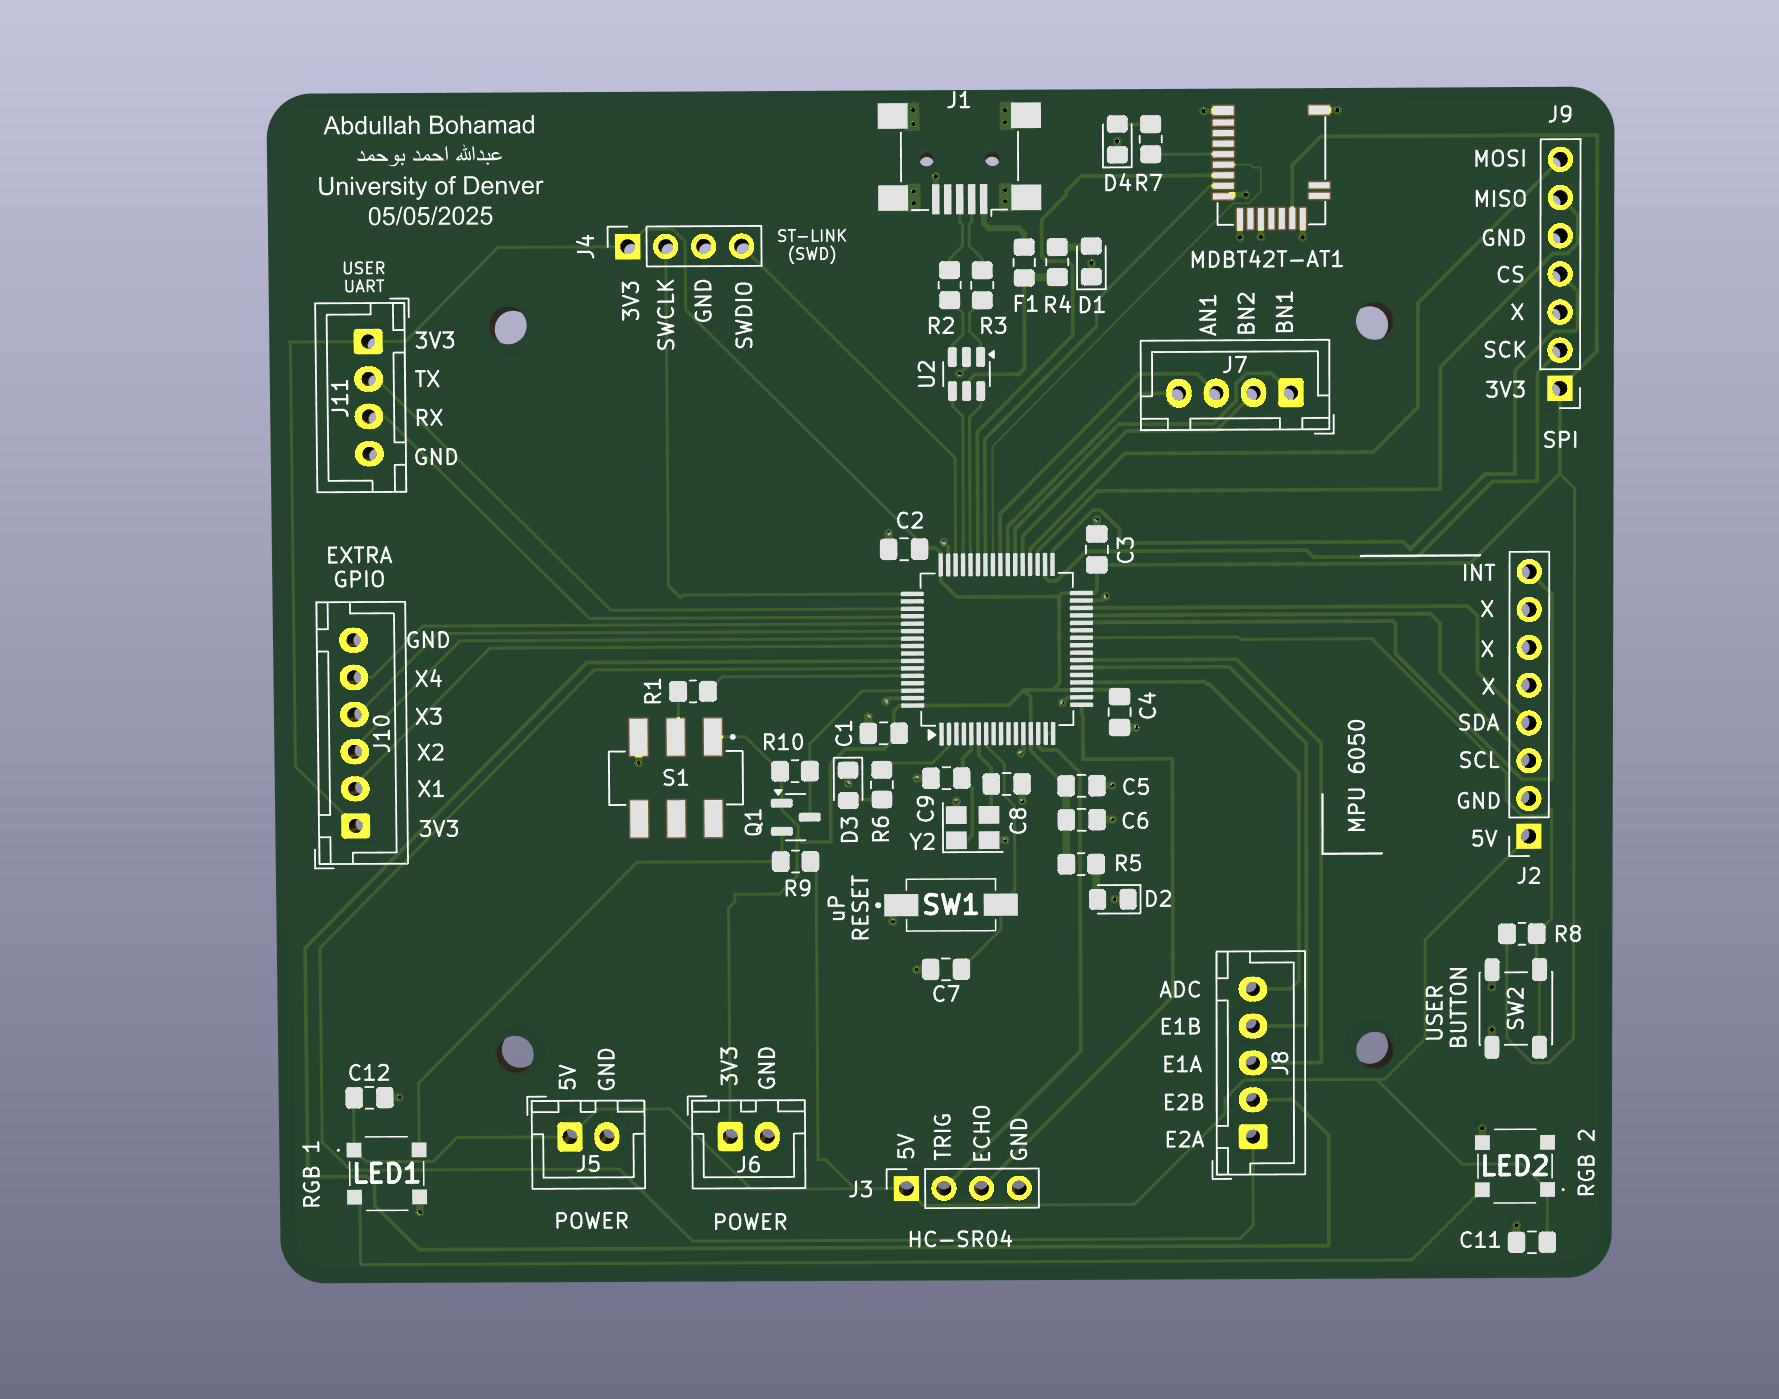 Abdullah Bohamad
عبدالله احمد بوحمد
University of Denver
05/05/2025
J1
D4
R7
MDBT42T-AT1
J9
MOSI
MISO
GND
CS
X
SCK
3V3
SPI
J4
ST-LINK
(SWD)
3V3
SWCLK
GND
SWDIO
R2
R3
F1
R4
D1
U2
AN1
BN2
BN1
J7
USER
UART
3V3
TX
RX
GND
J11
C2
C3
EXTRA
GPIO
GND
X4
X3
X2
X1
3V3
J10
INT
X
X
X
SDA
SCL
GND
5V
MPU 6050
J2
R1
S1
R10
C1
C4
Q1
D3
R6
R9
C9
C8
Y2
C5
C6
R5
D2
uP
RESET
SW1
C7
R8
USER
BUTTON
SW2
ADC
E1B
E1A
E2B
E2A
J8
C12
RGB 1
LED1
5V
GND
J5
POWER
3V3
GND
J6
POWER
5V
TRIG
ECHO
GND
J3
HC-SR04
LED2
RGB 2
C11